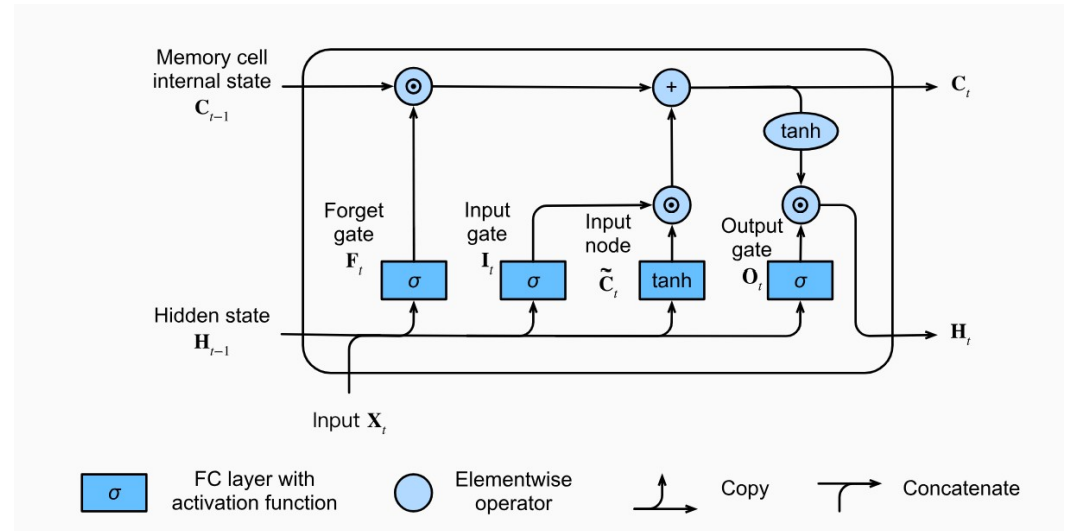 Memory cell
internal state
C_{t−1}
⊙
+
C_t
tanh
⊙
⊙
Forget
gate
F_t
σ
Input
gate
I_t
σ
Input
node
C̃_t
tanh
Output
gate
O_t
σ
Hidden state
H_{t−1}
H_t
Input X_t
σ
FC layer with
activation function
Elementwise
operator
Copy
Concatenate